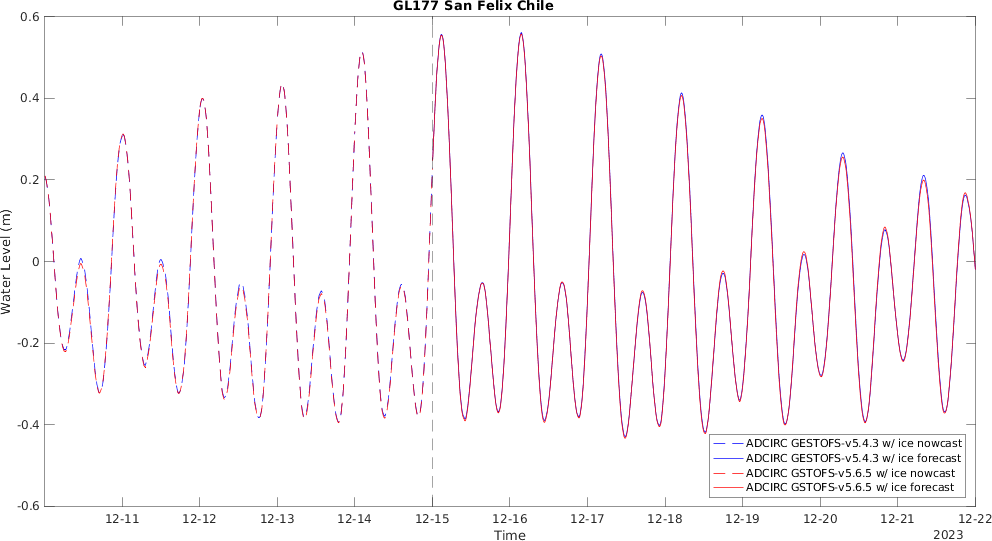 GL177 San Felix Chile
0.6
0.4
0.2
0
-0.2
-0.4
-0.6
Water Level (m)
ADCIRC GESTOFS-v5.4.3 w/ ice nowcast
ADCIRC GESTOFS-v5.4.3 w/ ice forecast
ADCIRC GSTOFS-v5.6.5 w/ ice nowcast
ADCIRC GSTOFS-v5.6.5 w/ ice forecast
12-11 12-12 12-13 12-14 12-15 12-16 12-17 12-18 12-19 12-20 12-21 12-22
Time
2023